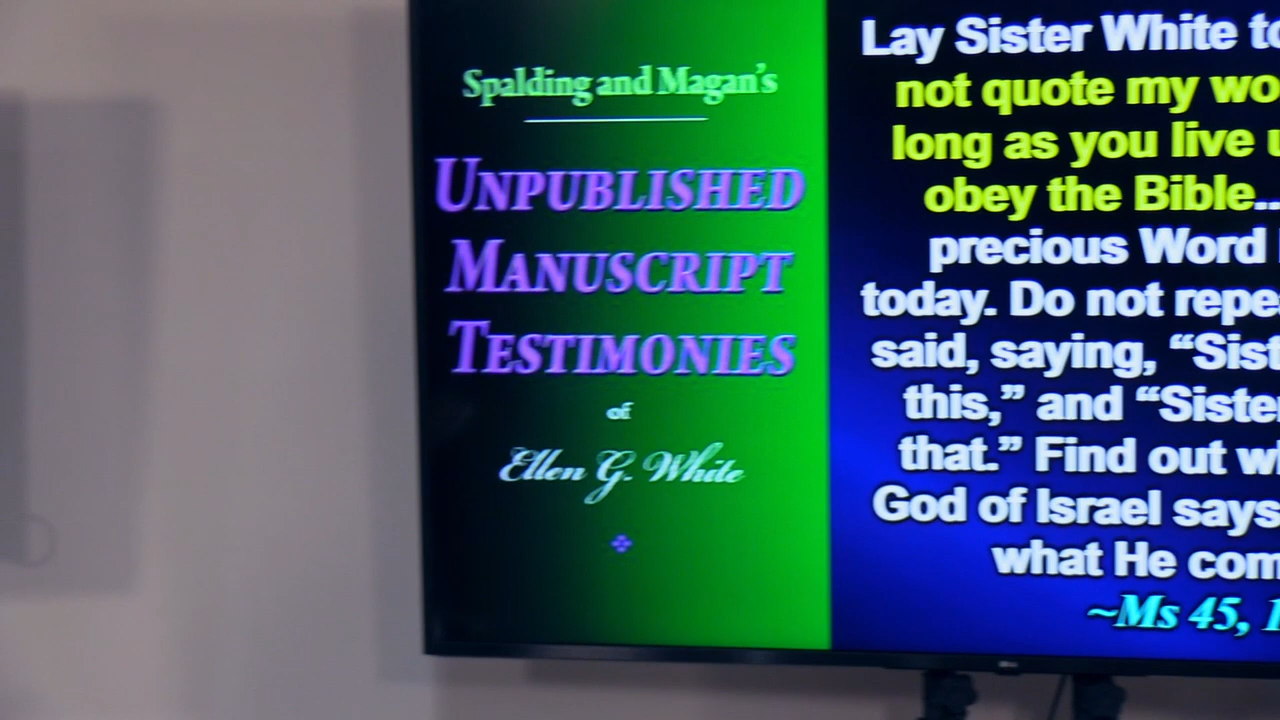 Spalding and Magan's
UNPUBLISHED
MANUSCRIPT
TESTIMONIES
of
Ellen G. White
Lay Sister White
not quote my
long as you live
obey the Bible..
precious Word
today. Do not
said, saying, “
this,” and “
that.” Find out
God of Israel says
what He
~Ms 45,